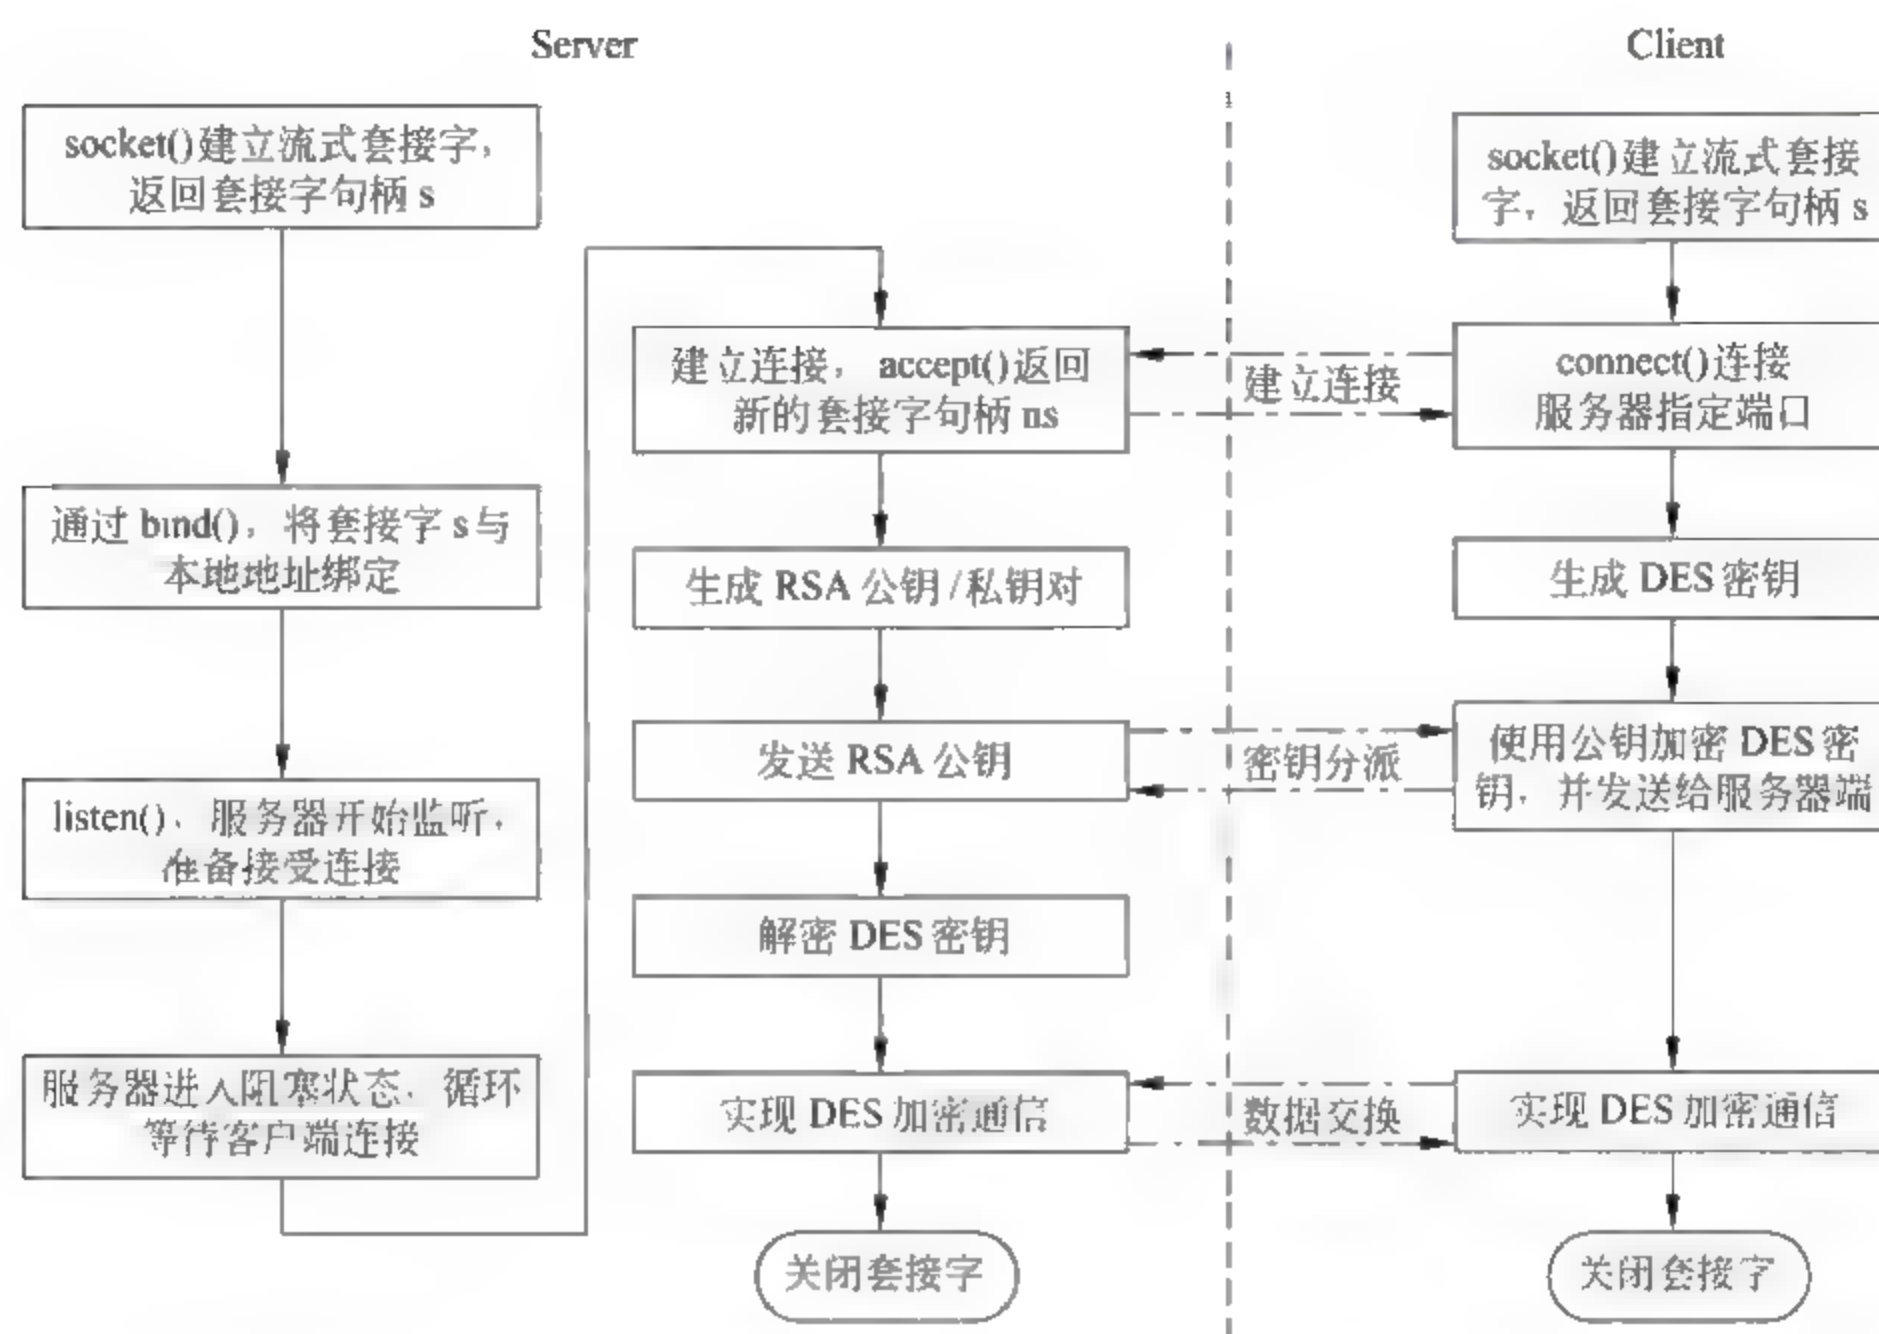 Server
socket()建立流式套接字,
返回套接字句柄 s
通过 bind(), 将套接字 s 与
本地地址绑定
listen()、服务器开始监听,
准备接受连接
服务器进入阻塞状态, 循环
等待客户端连接
建立连接, accept()返回
新的套接字句柄 ns
生成 RSA 公钥/私钥对
发送 RSA 公钥
解密 DES 密钥
实现 DES 加密通信
关闭套接字
建立连接
密钥分派
数据交换
Client
socket()建立流式套接
字, 返回套接字句柄 s
connect()连接
服务器指定端口
生成 DES 密钥
使用公钥加密 DES 密
钥, 并发送给服务器端
实现 DES 加密通信
关闭套接字